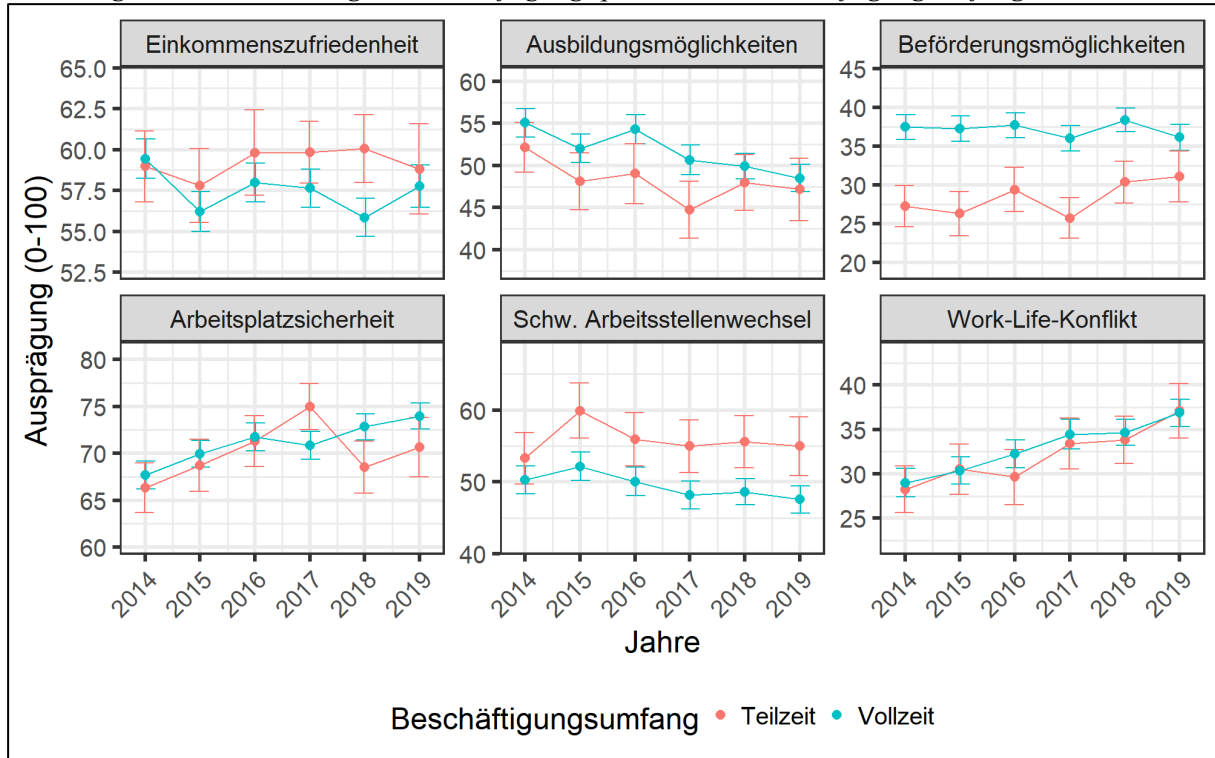 Einkommenszufriedenheit
Ausbildungsmöglichkeiten
Beförderungsmöglichkeiten
65.0
62.5
60.0
57.5
55.0
52.5
60
55
50
45
40
45
40
35
30
25
20
Ausprägung (0-100)
Arbeitsplatzsicherheit
Schw. Arbeitsstellenwechsel
Work-Life-Konflikt
80
75
70
65
60
60
50
40
40
35
30
25
2014 2015 2016 2017 2018 2019
2014 2015 2016 2017 2018 2019
2014 2015 2016 2017 2018 2019
Jahre
Beschäftigungsumfang Teilzeit Vollzeit